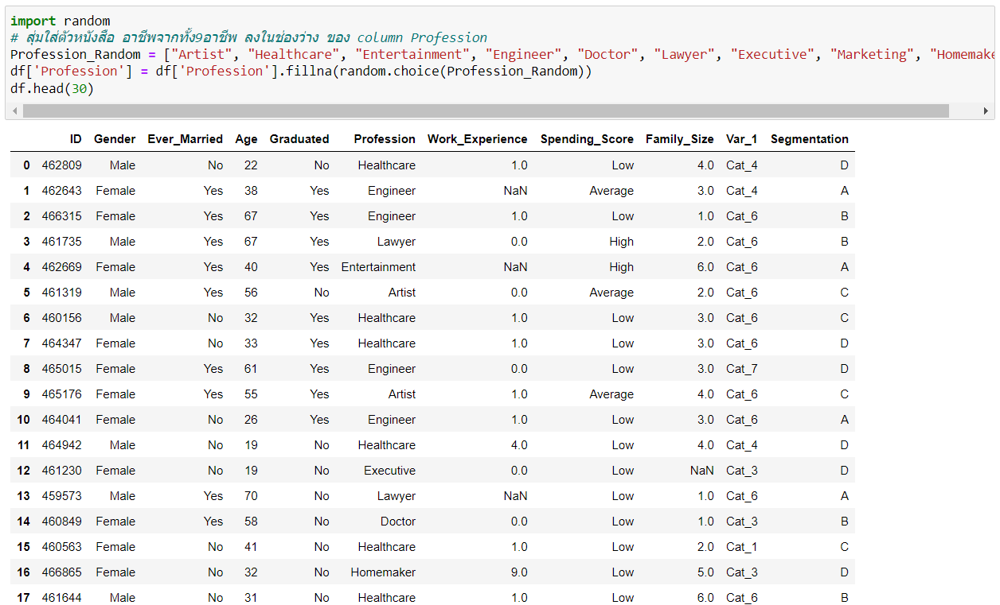 import random
# สุ่มใส่ตัวหนังสือ อาชีพจากทั้ง9อาชีพ ลงในช่องว่าง ของ column Profession
Profession_Random = ["Artist", "Healthcare", "Entertainment", "Engineer", "Doctor", "Lawyer", "Executive", "Marketing", "Homemake
df['Profession'] = df['Profession'].fillna(random.choice(Profession_Random))
df.head(30)
ID Gender Ever_Married Age Graduated Profession Work_Experience Spending_Score Family_Size Var_1 Segmentation
0 462809 Male No 22 No Healthcare 1.0 Low 4.0 Cat_4 D
1 462643 Female Yes 38 Yes Engineer NaN Average 3.0 Cat_4 A
2 466315 Female Yes 67 Yes Engineer 1.0 Low 1.0 Cat_6 B
3 461735 Male Yes 67 Yes Lawyer 0.0 High 2.0 Cat_6 B
4 462669 Female Yes 40 Yes Entertainment NaN High 6.0 Cat_6 A
5 461319 Male Yes 56 No Artist 0.0 Average 2.0 Cat_6 C
6 460156 Male No 32 Yes Healthcare 1.0 Low 3.0 Cat_6 C
7 464347 Female No 33 Yes Healthcare 1.0 Low 3.0 Cat_6 D
8 465015 Female Yes 61 Yes Engineer 0.0 Low 3.0 Cat_7 D
9 465176 Female Yes 55 Yes Artist 1.0 Average 4.0 Cat_6 C
10 464041 Female No 26 Yes Engineer 1.0 Low 3.0 Cat_6 A
11 464942 Male No 19 No Healthcare 4.0 Low 4.0 Cat_4 D
12 461230 Female No 19 No Executive 0.0 Low NaN Cat_3 D
13 459573 Male Yes 70 No Lawyer NaN Low 1.0 Cat_6 A
14 460849 Female Yes 58 No Doctor 0.0 Low 1.0 Cat_3 B
15 460563 Female No 41 No Healthcare 1.0 Low 2.0 Cat_1 C
16 466865 Female No 32 No Homemaker 9.0 Low 5.0 Cat_3 D
17 461644 Male No 31 No Healthcare 1.0 Low 6.0 Cat_6 B